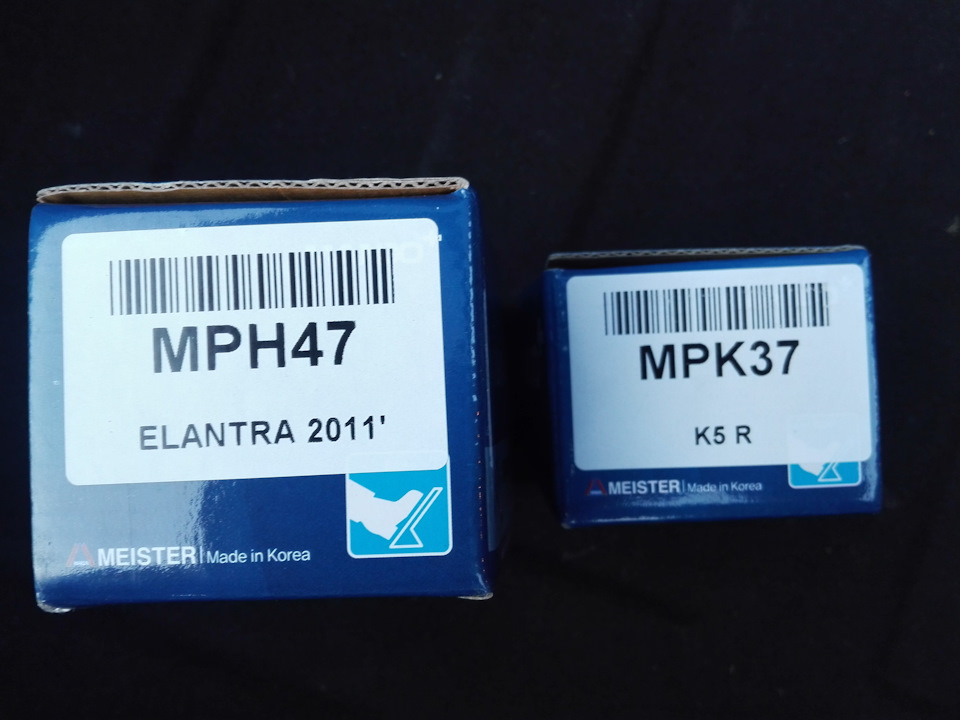 MPH47
ELANTRA 2011'
MEISTER | Made in Korea
MPK37
K5 R
MEISTER | Made in Korea